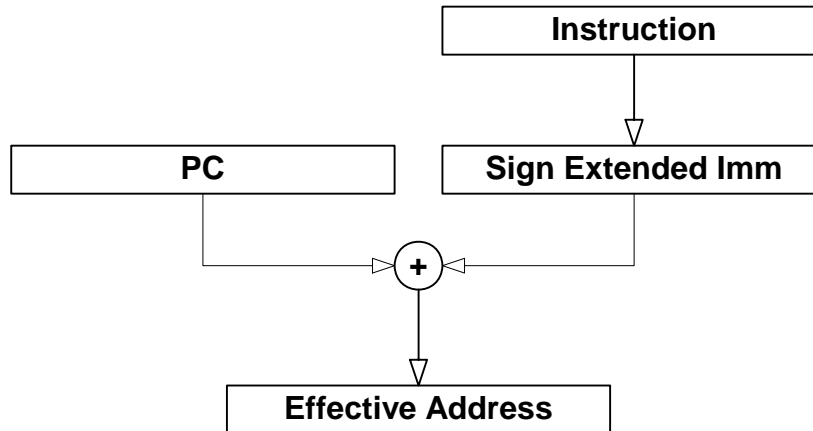 Instruction
PC
Sign Extended Imm
+
Effective Address